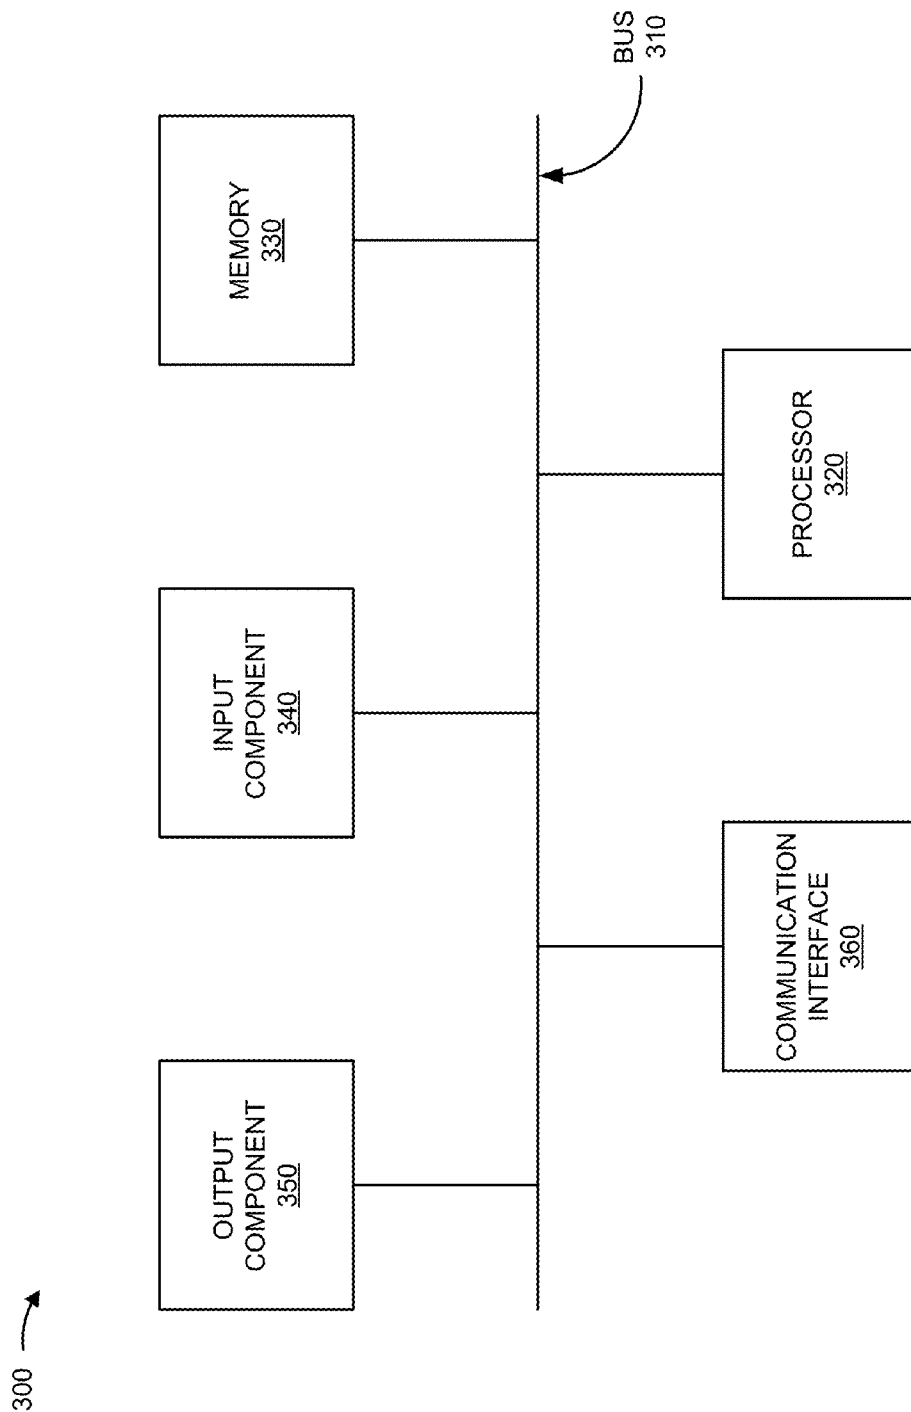 300
OUTPUT
COMPONENT
350
INPUT
COMPONENT
340
MEMORY
330
COMMUNICATION
INTERFACE
360
PROCESSOR
320
BUS
310